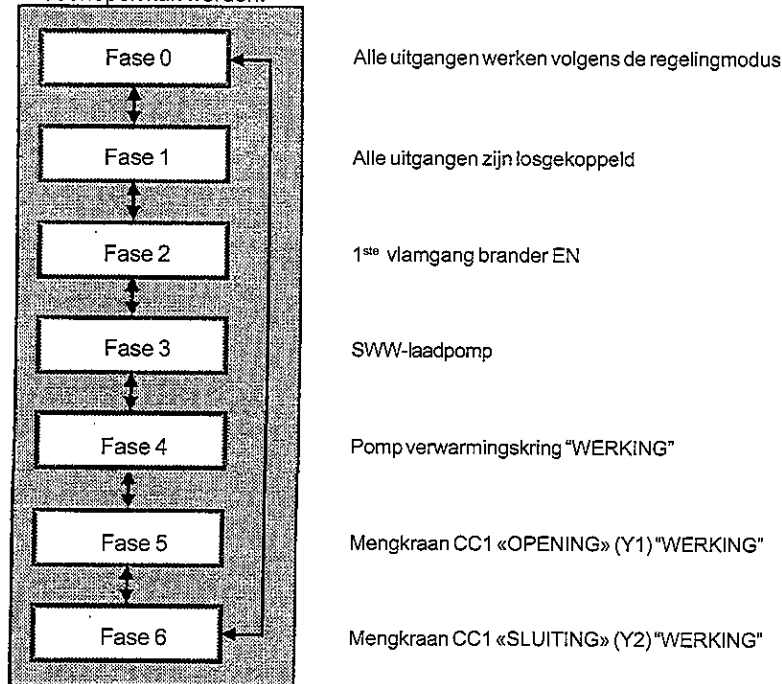 kan worden.
Fase 0 Alle uitgangen werken volgens de regelingmodus
Fase 1 Alle uitgangen zijn losgekoppeld
Fase 2 1ste vlamgang brander EN
Fase 3 SWW-laadpomp
Fase 4 Pomp verwarmingskring "WERKING"
Fase 5 Mengkraan CC1 «OPENING» (Y1) "WERKING"
Fase 6 Mengkraan CC1 «SLUITING» (Y2) "WERKING"